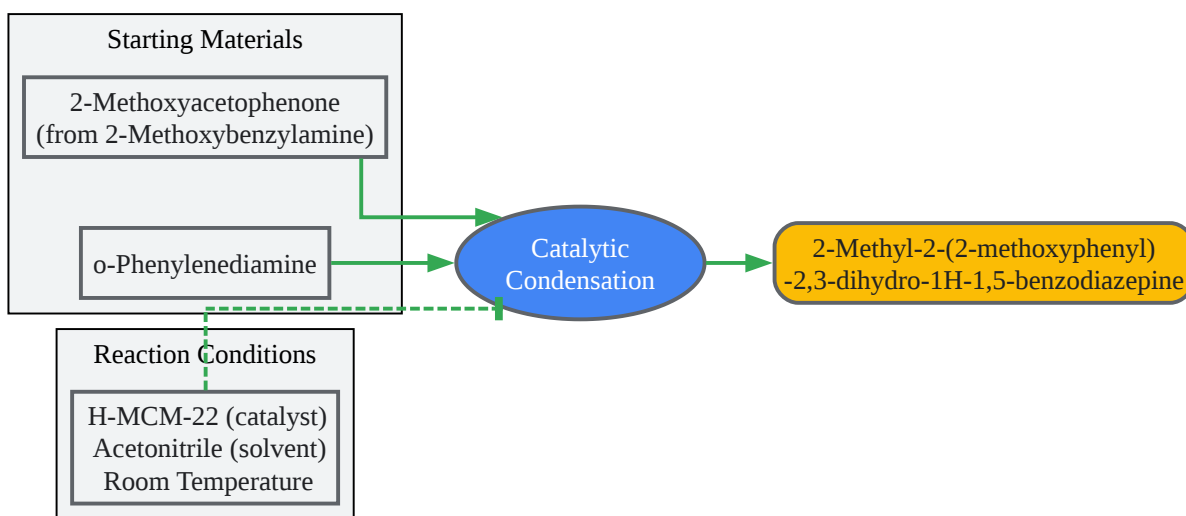 Starting Materials
2-Methoxyacetophenone
(from 2-Methoxybenzylamine)
o-Phenylenediamine
Catalytic
Condensation
2-Methyl-2-(2-methoxyphenyl)
-2,3-dihydro-1H-1,5-benzodiazepine
Reaction Conditions
H-MCM-22 (catalyst)
Acetonitrile (solvent)
Room Temperature